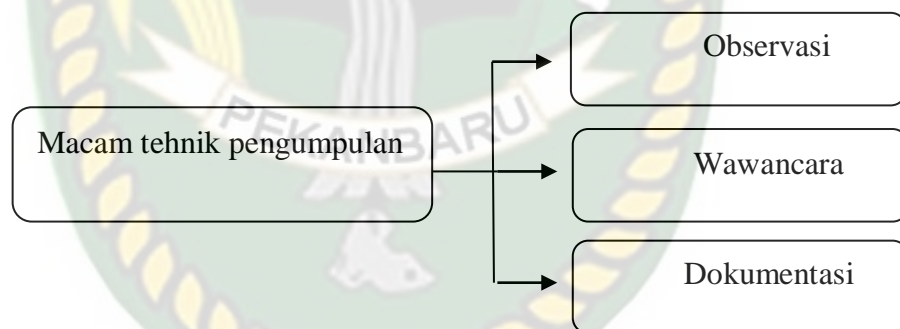 Observasi
Macam tehnik pengumpulan
Wawancara
Dokumentasi
PEKANBARU